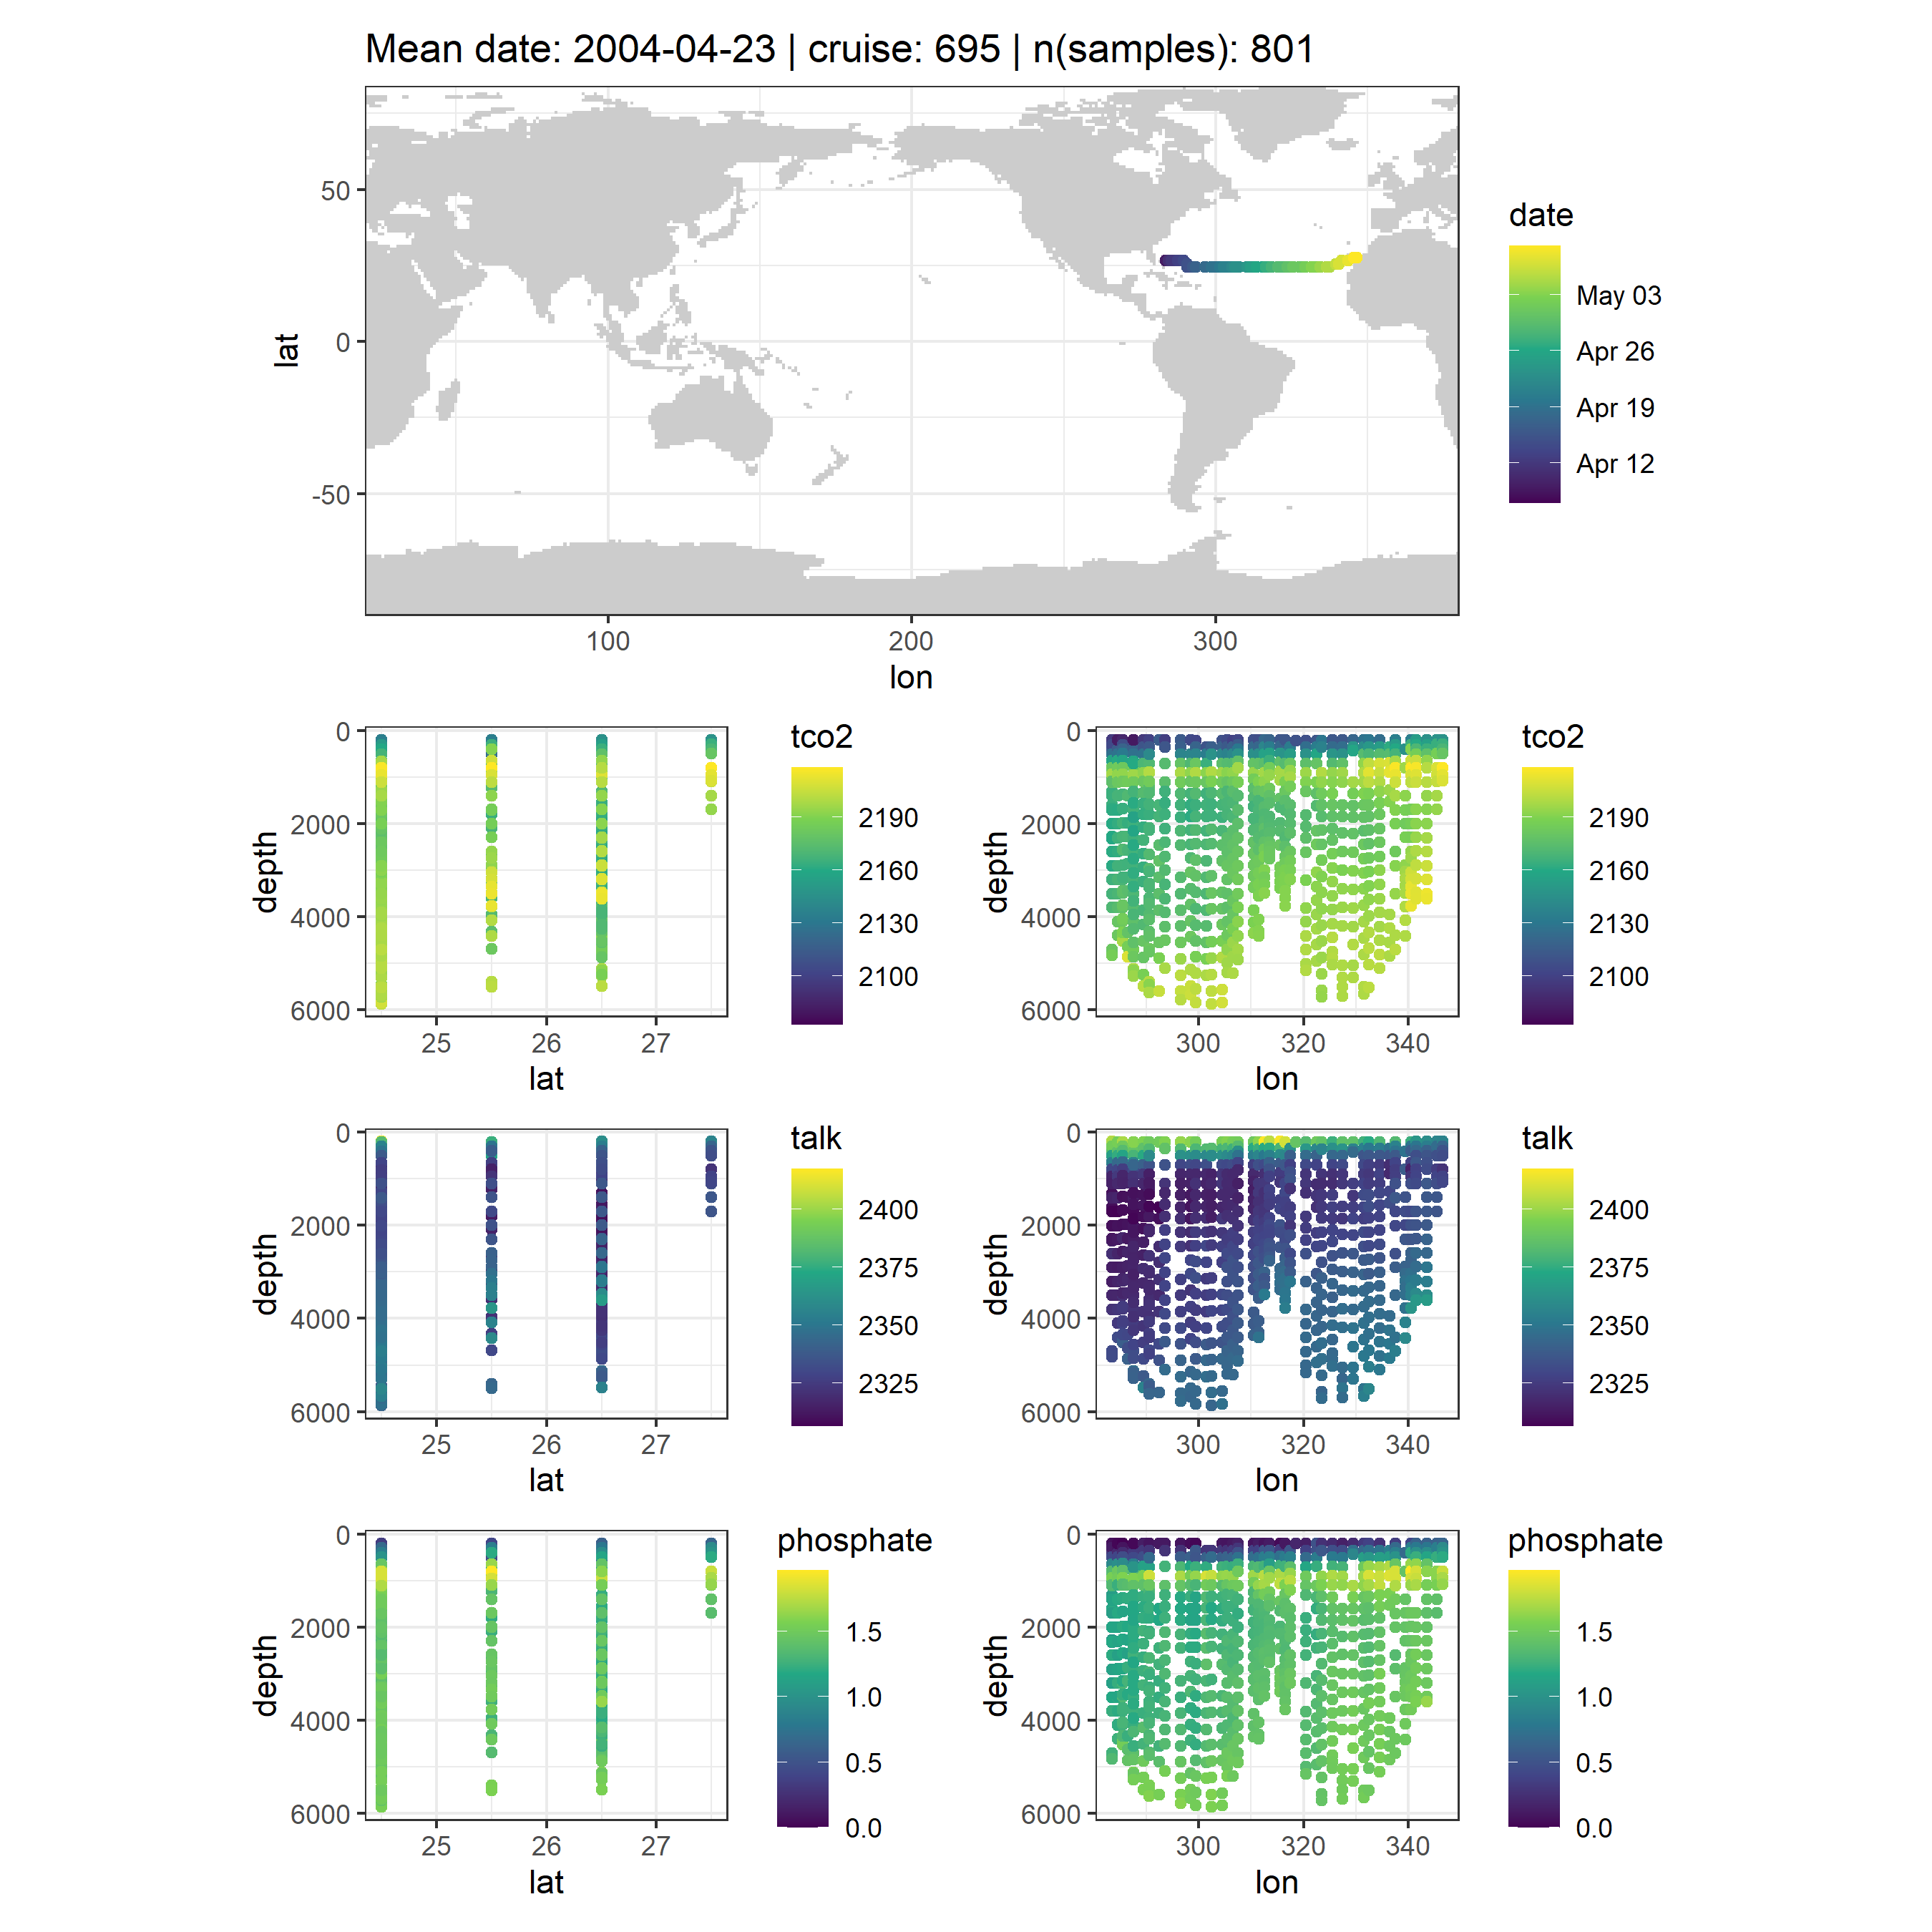 Mean date: 2004-04-23 | cruise: 695 | n(samples): 801
lat
50
0
-50
100 200 300
lon
date
May 03
Apr 26
Apr 19
Apr 12
depth
0
2000
4000
6000
25 26 27
lat
tco2
2190
2160
2130
2100
depth
0
2000
4000
6000
300 320 340
lon
tco2
2190
2160
2130
2100
depth
0
2000
4000
6000
25 26 27
lat
talk
2400
2375
2350
2325
depth
0
2000
4000
6000
300 320 340
lon
talk
2400
2375
2350
2325
depth
0
2000
4000
6000
25 26 27
lat
phosphate
1.5
1.0
0.5
0.0
depth
0
2000
4000
6000
300 320 340
lon
phosphate
1.5
1.0
0.5
0.0